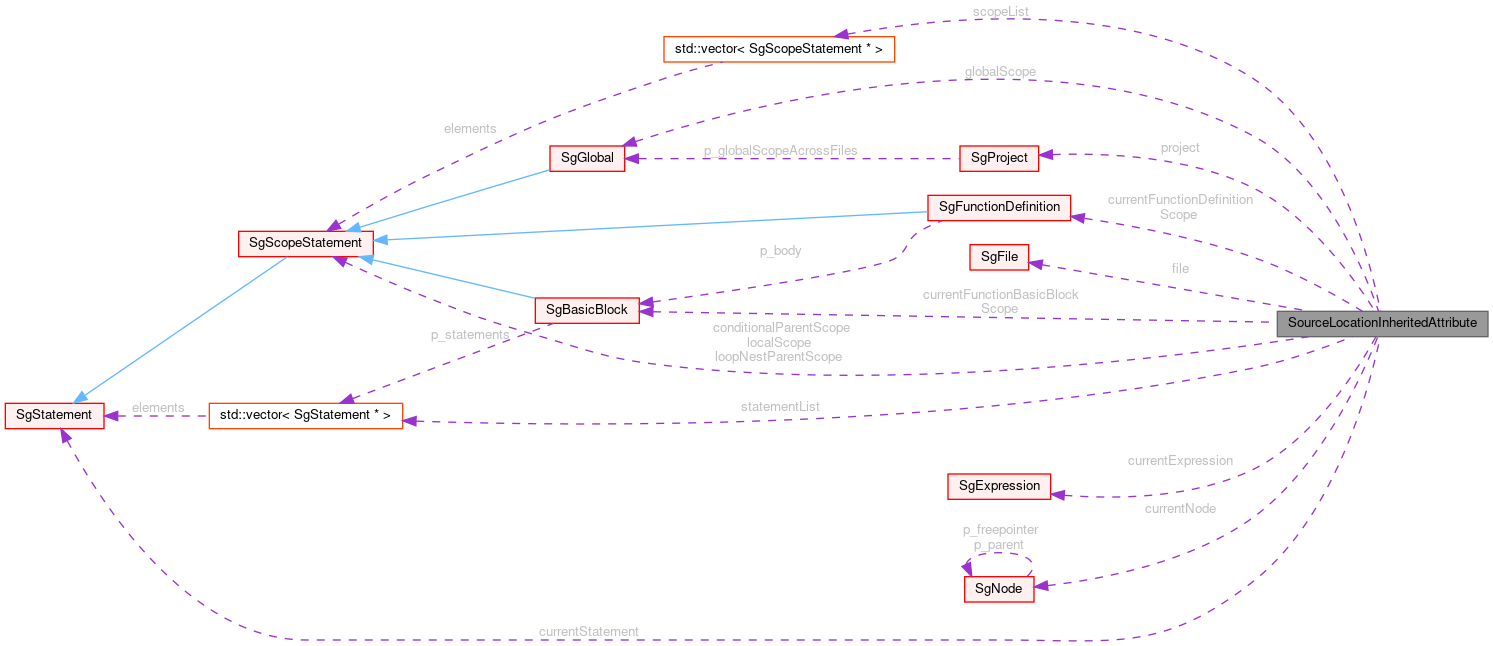 scopeList
std::vector< SgScopeStatement * >
globalScope
elements
SgGlobal
p_globalScopeAcrossFiles
SgProject
project
SgFunctionDefinition
currentFunctionDefinition
Scope
SgScopeStatement
p_body
SgFile
file
SgBasicBlock
currentFunctionBasicBlock
Scope
SourceLocationInheritedAttribute
p_statements
conditionalParentScope
localScope
loopNestParentScope
SgStatement
elements
std::vector< SgStatement * >
statementList
currentExpression
SgExpression
currentNode
p_freepointer
p_parent
SgNode
currentStatement